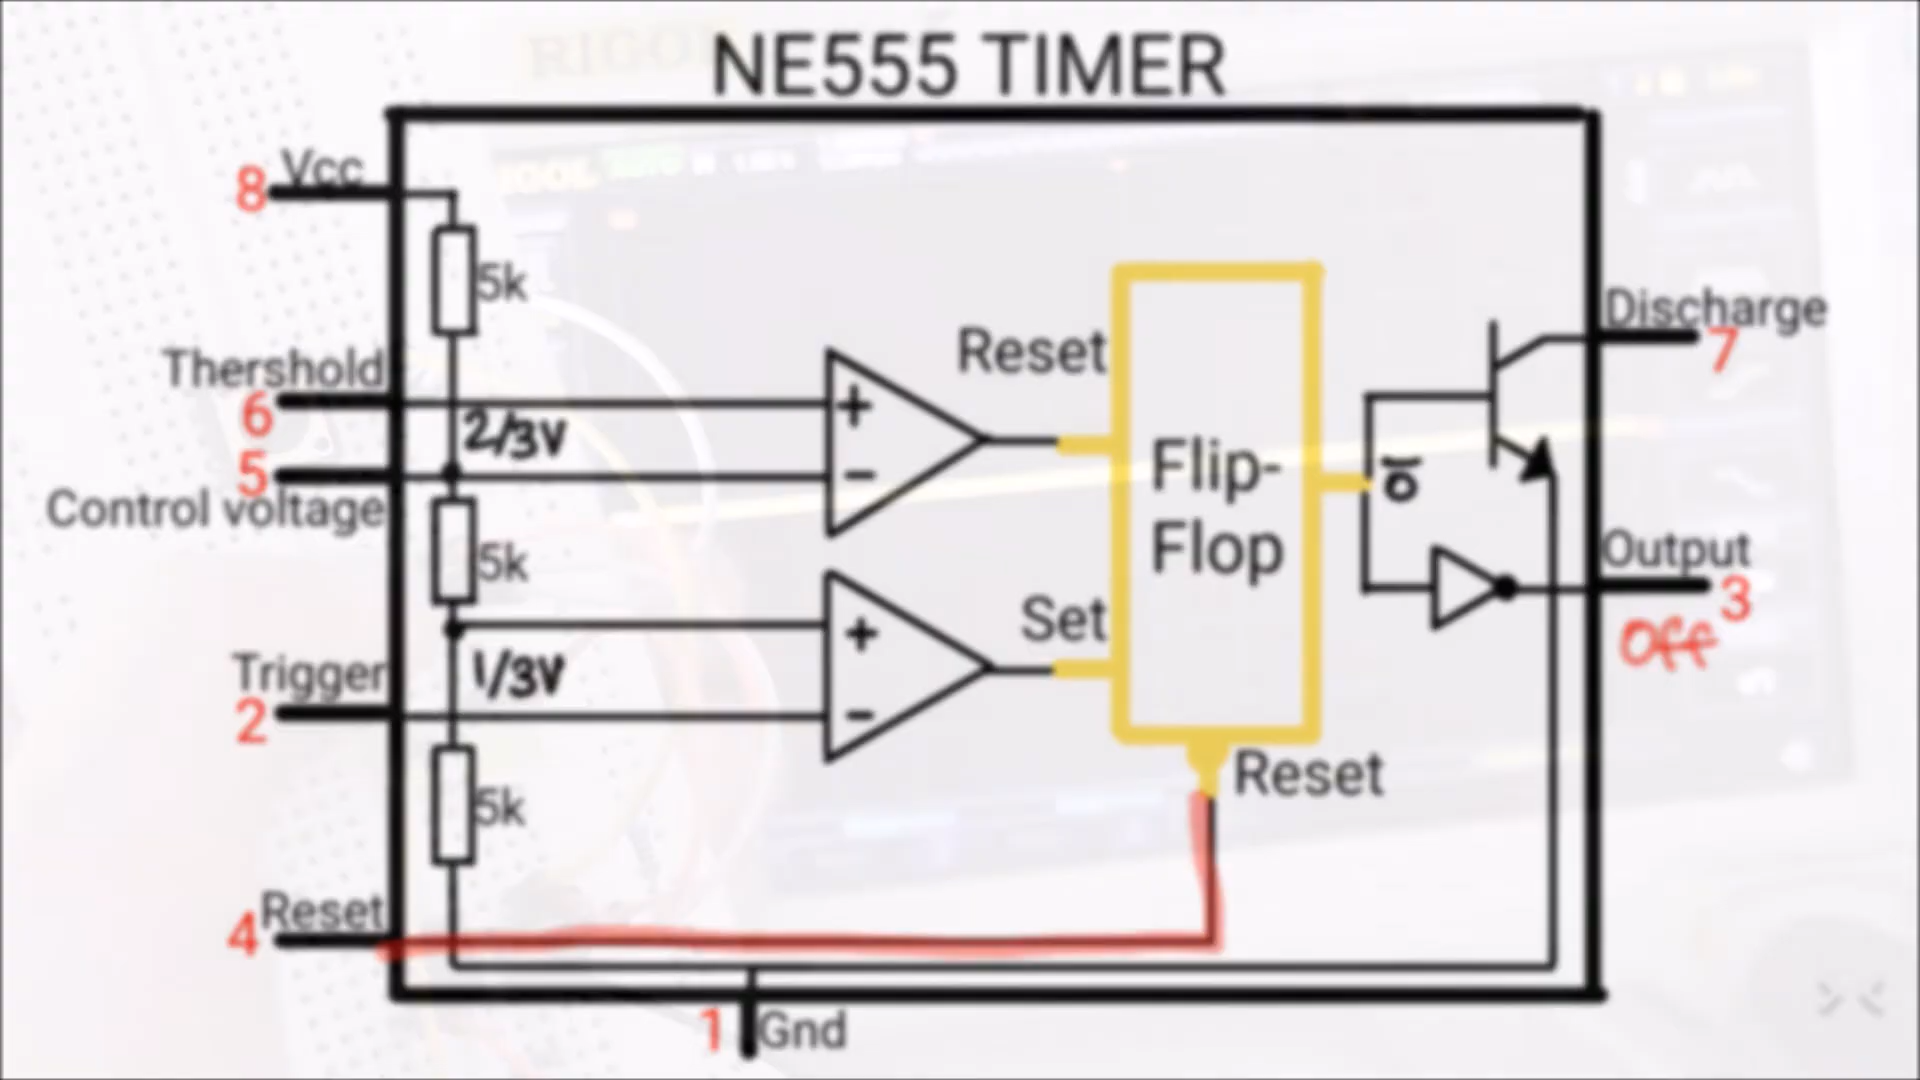 NE555 TIMER
8 Vcc
5k
Thershold
6
2/3V
5
Control voltage
5k
Trigger
2
1/3V
5k
4 Reset
+
-
+
-
Reset
Set
Flip-
Flop
Reset
Q̅
Discharge
7
Output
3
Off
1 Gnd